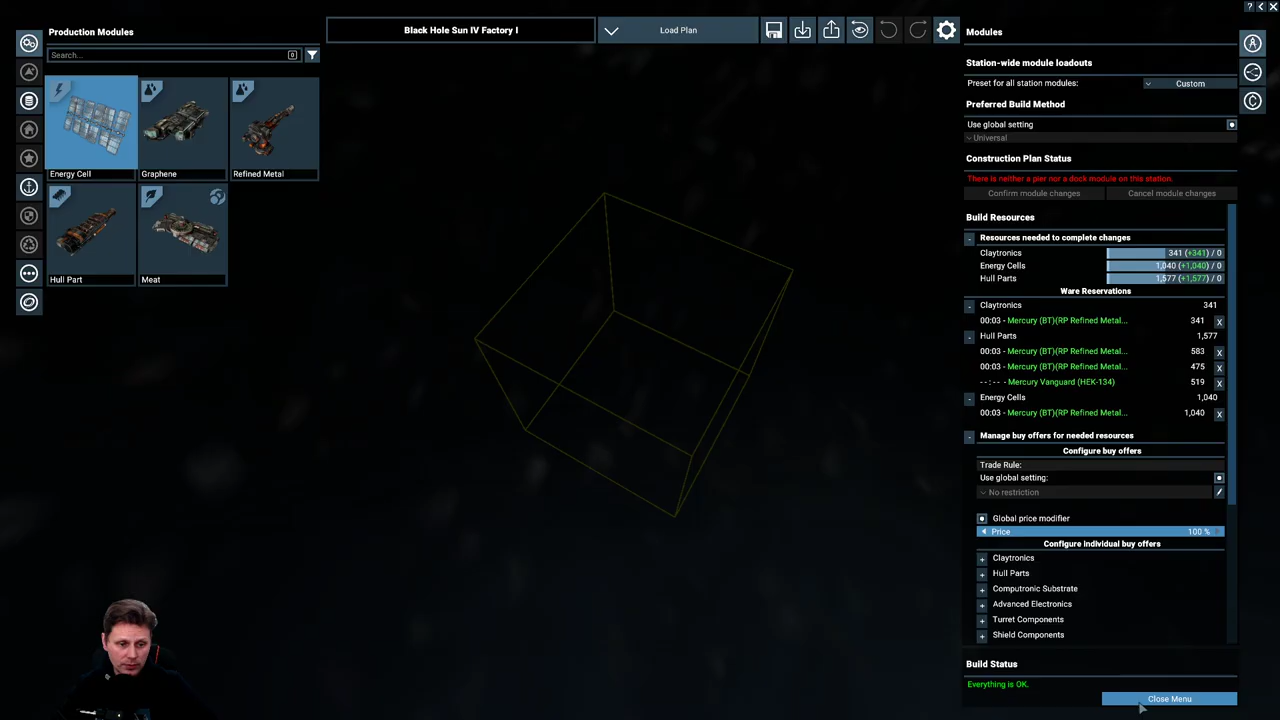 Production Modules
Search...
0
Energy Cell
Graphene
Refined Metal
Hull Part
Meat
Black Hole Sun IV Factory I
Load Plan
?
Modules
Station-wide module loadouts
Preset for all station modules:
Custom
Preferred Build Method
Use global setting
Universal
Construction Plan Status
There is neither a pier nor a dock module on this station.
Confirm module changes
Cancel module changes
Build Resources
- Resources needed to complete changes
Claytronics 341 (+341) / 0
Energy Cells 1,040 (+1,040) / 0
Hull Parts 1,577 (+1,577) / 0
Ware Reservations
- Claytronics 341
00:03 - Mercury (BT)(RP Refined Metal... 341 X
- Hull Parts 1,577
00:03 - Mercury (BT)(RP Refined Metal... 583 X
00:03 - Mercury (BT)(RP Refined Metal... 475 X
--:-- - Mercury Vanguard (HEK-134) 519 X
- Energy Cells 1,040
00:03 - Mercury (BT)(RP Refined Metal... 1,040 X
- Manage buy offers for needed resources
Configure buy offers
Trade Rule:
Use global setting:
No restriction
Global price modifier
Price 100 %
Configure individual buy offers
+ Claytronics
+ Hull Parts
+ Computronic Substrate
+ Advanced Electronics
+ Turret Components
+ Shield Components
Build Status
Everything is OK.
Close Menu